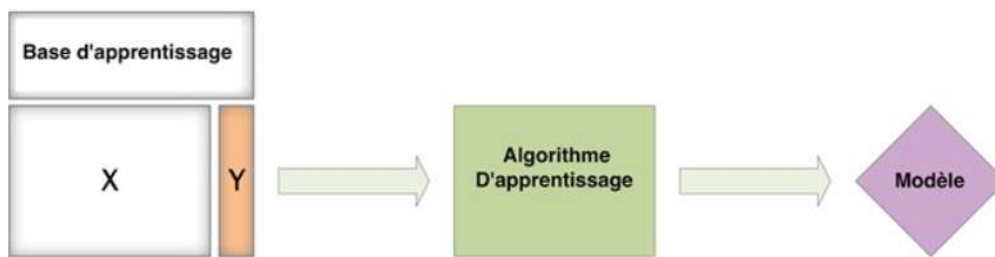 Base d'apprentissage
X
Y
Algorithme
D'apprentissage
Modèle